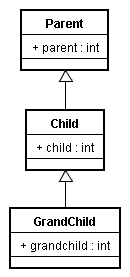 Parent
+ parent : int
Child
+ child : int
GrandChild
+ grandchild : int